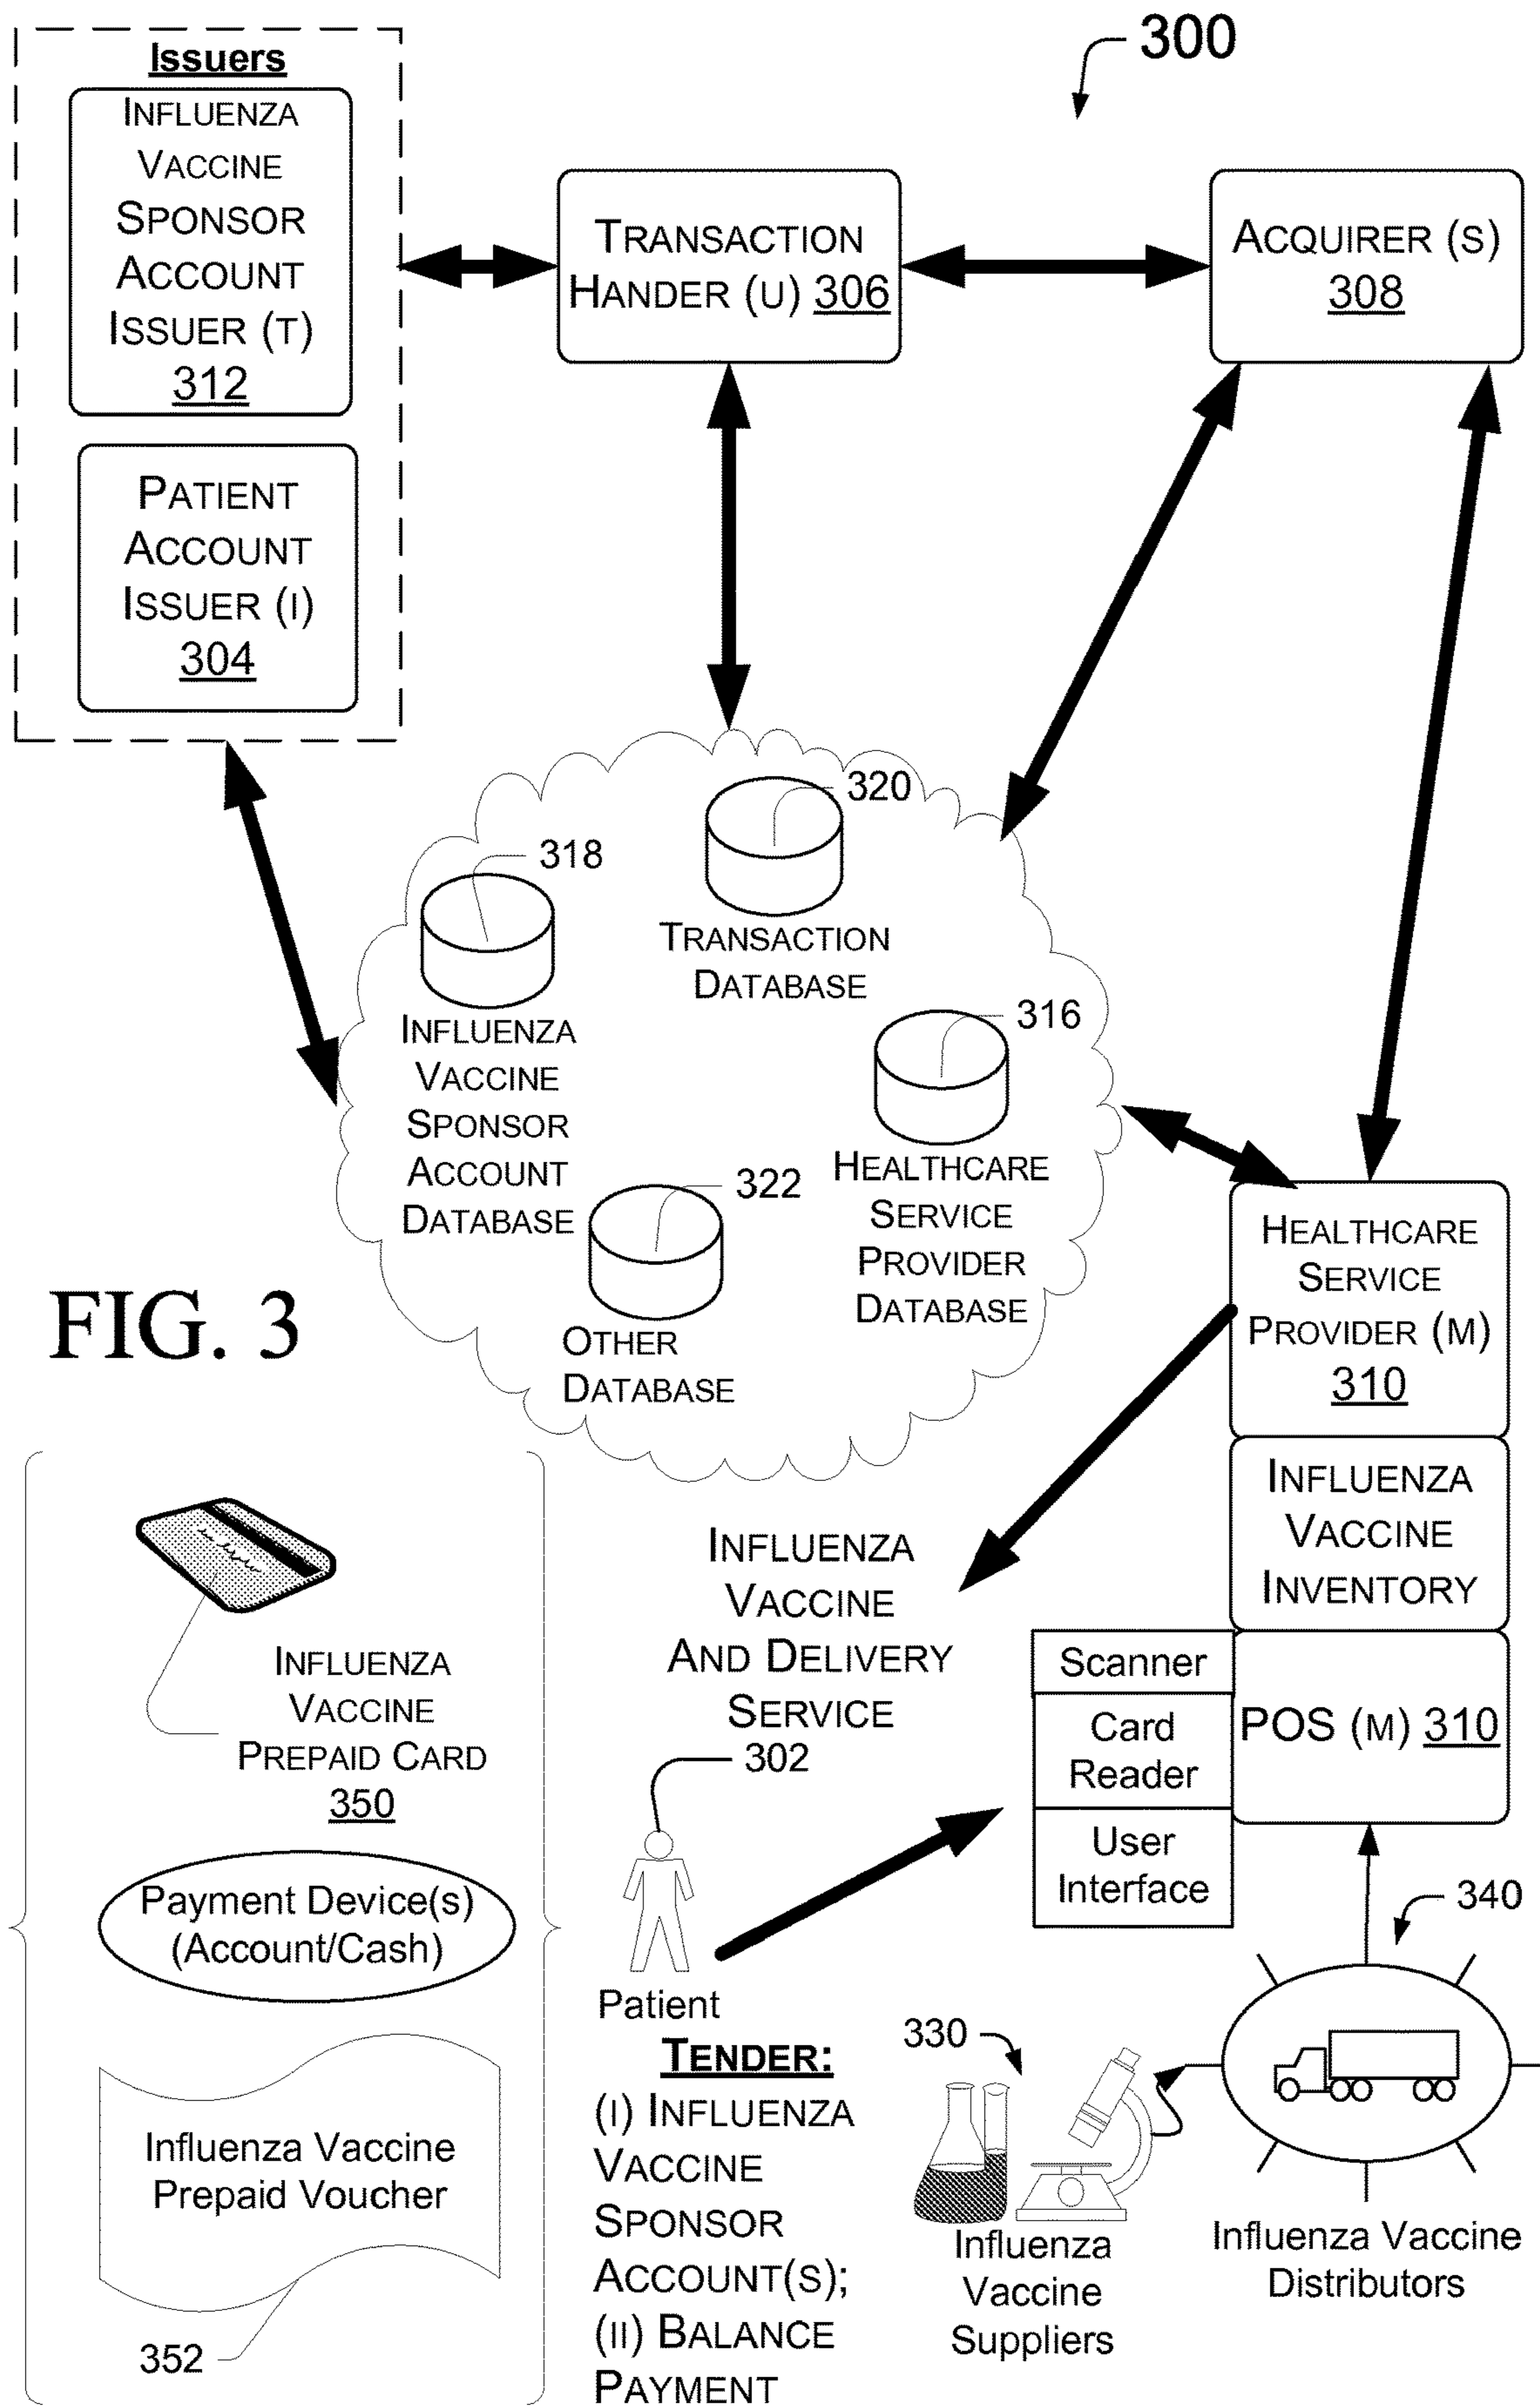 300
Issuers
INFLUENZA
VACCINE
SPONSOR
ACCOUNT
ISSUER (T)
312
PATIENT
ACCOUNT
ISSUER (I)
304
TRANSACTION
HANDER (U) 306
ACQUIRER (S)
308
320
TRANSACTION
DATABASE
318
INFLUENZA
VACCINE
SPONSOR
ACCOUNT
DATABASE
316
HEALTHCARE
SERVICE
PROVIDER
DATABASE
322
OTHER
DATABASE
FIG. 3
HEALTHCARE
SERVICE
PROVIDER (M)
310
INFLUENZA
VACCINE
INVENTORY
POS (M) 310
Scanner
Card
Reader
User
Interface
INFLUENZA
VACCINE
AND DELIVERY
SERVICE
302
Patient
TENDER:
(I) INFLUENZA
VACCINE
SPONSOR
ACCOUNT(S);
(II) BALANCE
PAYMENT
INFLUENZA
VACCINE
PREPAID CARD
350
Payment Device(s)
(Account/Cash)
Influenza Vaccine
Prepaid Voucher
352
330
Influenza
Vaccine
Suppliers
340
Influenza Vaccine
Distributors